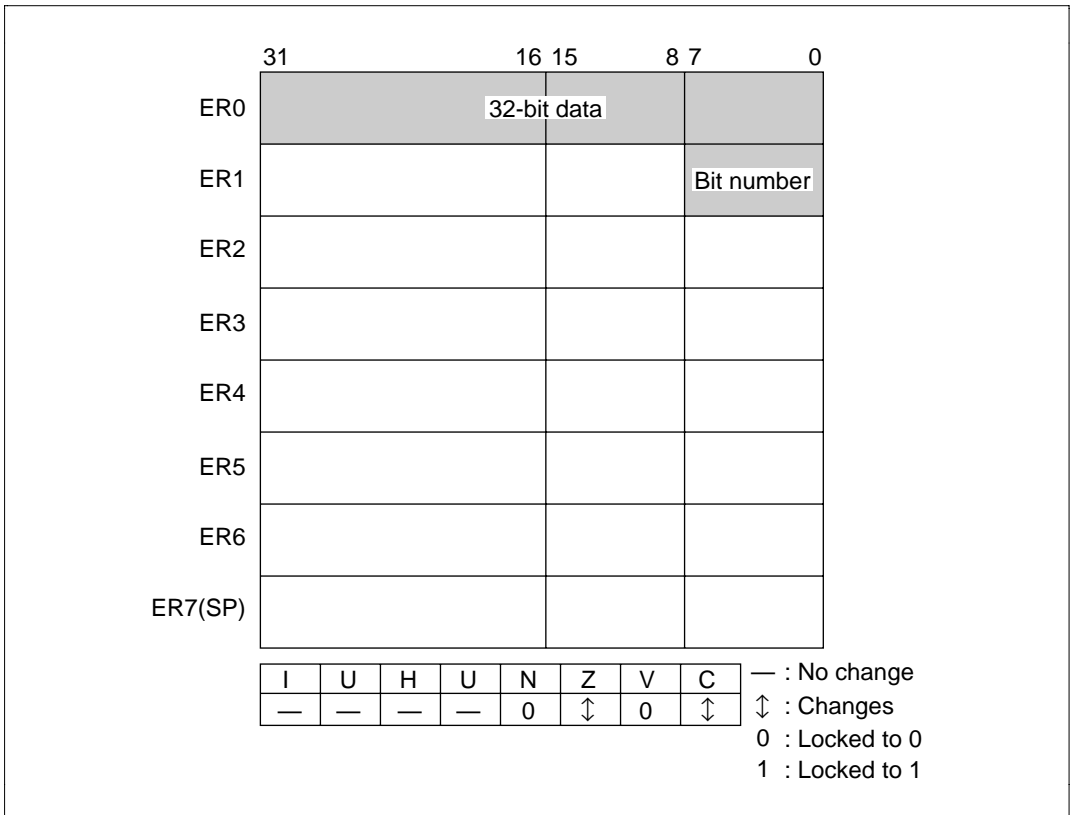 31 16 15 8 7 0
ER0 32-bit data
ER1 Bit number
ER2
ER3
ER4
ER5
ER6
ER7(SP)
I U H U N Z V C
— — — — 0 ↕ 0 ↕
— : No change
↕ : Changes
0 : Locked to 0
1 : Locked to 1